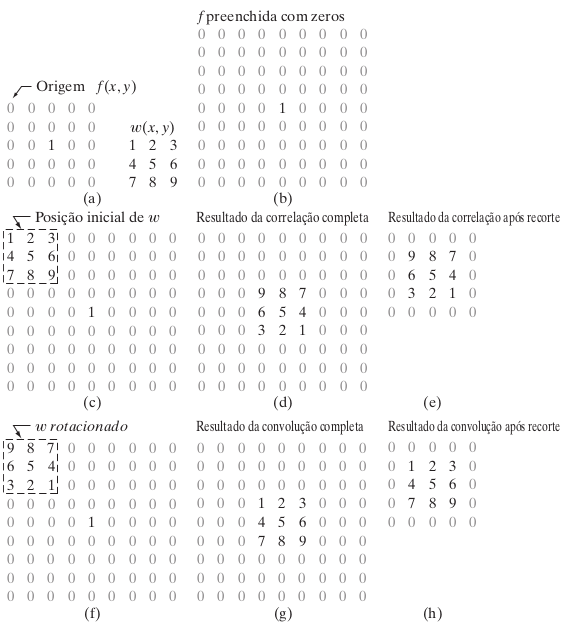 Origem f(x, y)
0 0 0 0 0
0 0 0 0 0
0 0 1 0 0
0 0 0 0 0
0 0 0 0 0
w(x, y)
1 2 3
4 5 6
7 8 9
(a)
f preenchida com zeros
0 0 0 0 0 0 0 0 0
0 0 0 0 0 0 0 0 0
0 0 0 0 0 0 0 0 0
0 0 0 0 0 0 0 0 0
0 0 0 0 1 0 0 0 0
0 0 0 0 0 0 0 0 0
0 0 0 0 0 0 0 0 0
0 0 0 0 0 0 0 0 0
0 0 0 0 0 0 0 0 0
(b)
Posição inicial de w
1 2 3 0 0 0 0 0 0
4 5 6 0 0 0 0 0 0
7 8 9 0 0 0 0 0 0
0 0 0 0 0 0 0 0 0
0 0 0 0 1 0 0 0 0
0 0 0 0 0 0 0 0 0
0 0 0 0 0 0 0 0 0
0 0 0 0 0 0 0 0 0
0 0 0 0 0 0 0 0 0
(c)
Resultado da correlação completa
0 0 0 0 0 0 0 0 0
0 0 0 0 0 0 0 0 0
0 0 0 0 0 0 0 0 0
0 0 0 9 8 7 0 0 0
0 0 0 6 5 4 0 0 0
0 0 0 3 2 1 0 0 0
0 0 0 0 0 0 0 0 0
0 0 0 0 0 0 0 0 0
0 0 0 0 0 0 0 0 0
(d)
Resultado da correlação após recorte
0 0 0 0 0
0 9 8 7 0
0 6 5 4 0
0 3 2 1 0
0 0 0 0 0
(e)
w rotacionado
9 8 7 0 0 0 0 0 0
6 5 4 0 0 0 0 0 0
3 2 1 0 0 0 0 0 0
0 0 0 0 0 0 0 0 0
0 0 0 0 1 0 0 0 0
0 0 0 0 0 0 0 0 0
0 0 0 0 0 0 0 0 0
0 0 0 0 0 0 0 0 0
0 0 0 0 0 0 0 0 0
(f)
Resultado da convolução completa
0 0 0 0 0 0 0 0 0
0 0 0 0 0 0 0 0 0
0 0 0 0 0 0 0 0 0
0 0 0 1 2 3 0 0 0
0 0 0 4 5 6 0 0 0
0 0 0 7 8 9 0 0 0
0 0 0 0 0 0 0 0 0
0 0 0 0 0 0 0 0 0
0 0 0 0 0 0 0 0 0
(g)
Resultado da convolução após recorte
0 0 0 0 0
0 1 2 3 0
0 4 5 6 0
0 7 8 9 0
0 0 0 0 0
(h)